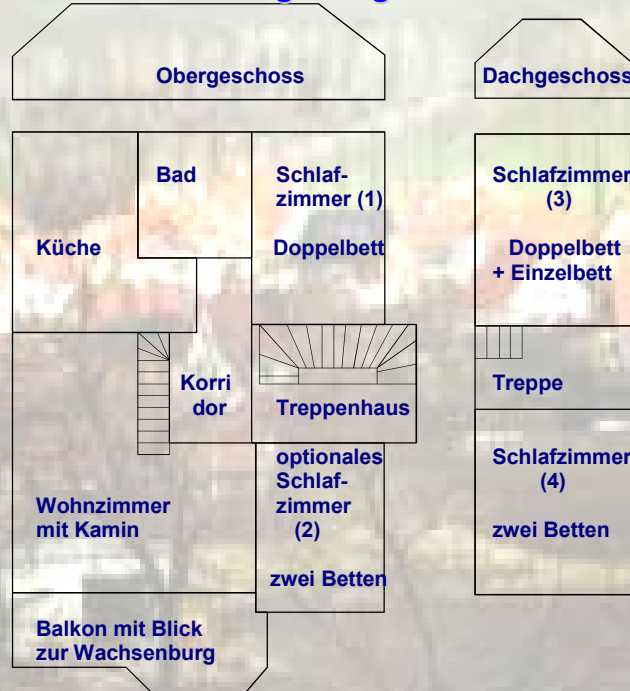 Obergeschoss
Dachgeschoss
Bad
Schlaf-
zimmer (1)
Küche
Doppelbett
Schlafzimmer
(3)
Doppelbett
+ Einzelbett
Korri
dor
Treppenhaus
Treppe
optionales
Schlaf-
zimmer
(2)
zwei Betten
Schlafzimmer
(4)
zwei Betten
Wohnzimmer
mit Kamin
Balkon mit Blick
zur Wachsenburg